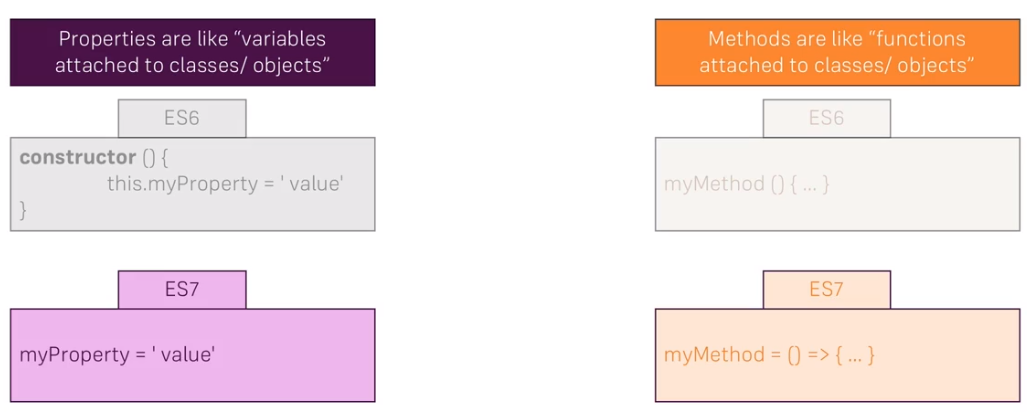 Properties are like “variables
attached to classes/ objects”
ES6
constructor () {
this.myProperty = ' value'
}
ES7
myProperty = ' value'
Methods are like “functions
attached to classes/ objects”
ES6
myMethod () { ... }
ES7
myMethod = () => { ... }